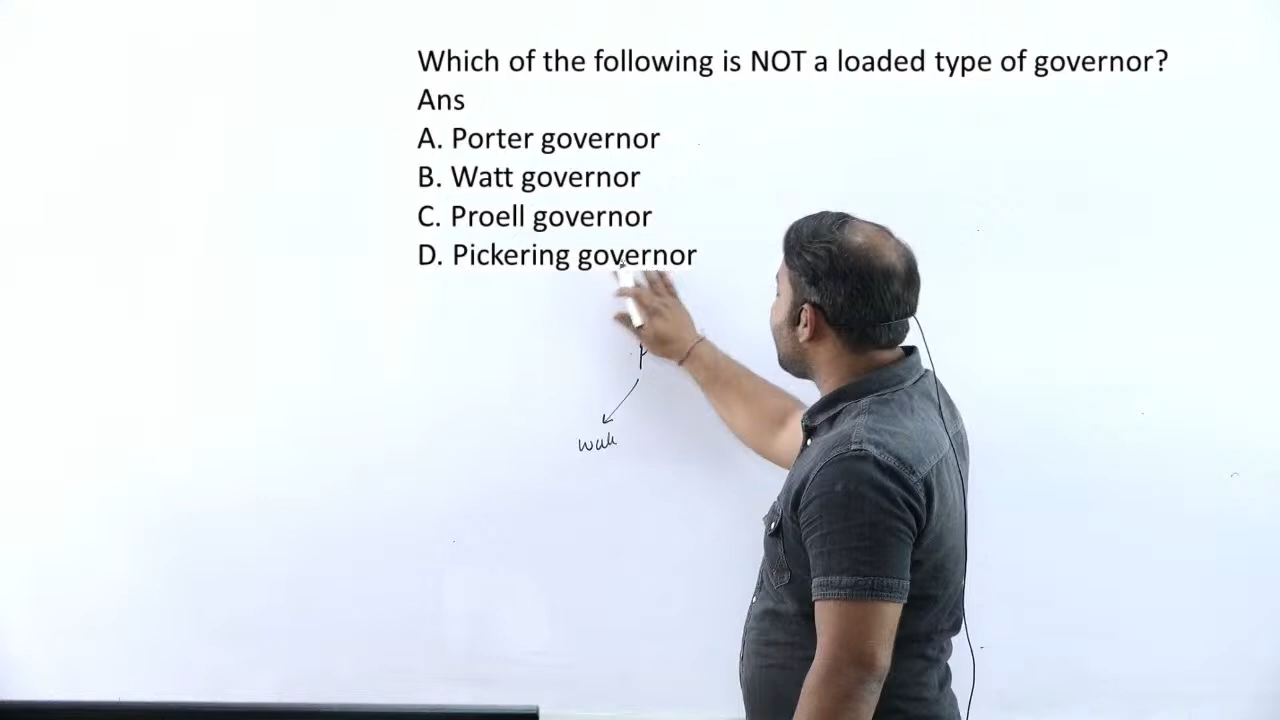 Which of the following is NOT a loaded type of governor?
Ans
A. Porter governor
B. Watt governor
C. Proell governor
D. Pickering governor